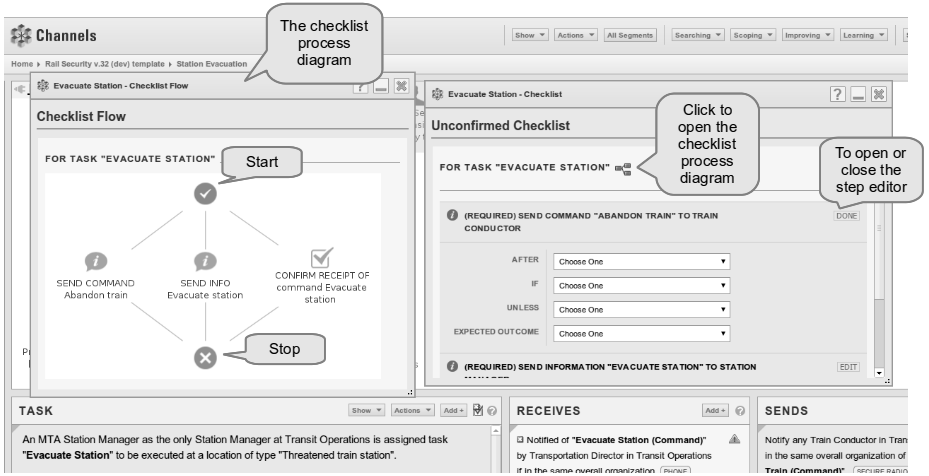 The checklist
process
diagram
Channels
Show
Actions
All Segments
Searching
Scoping
Improving
Learning
Home › Rail Security v.32 (dev) template › Station Evacuation
Evacuate Station - Checklist Flow
?
Checklist Flow
FOR TASK "EVACUATE STATION"
Start
SEND COMMAND
Abandon train
SEND INFO
Evacuate station
CONFIRM RECEIPT OF
command Evacuate
station
Stop
Evacuate Station - Checklist
?
Unconfirmed Checklist
Click to
open the
checklist
process
diagram
To open or
close the
step editor
FOR TASK "EVACUATE STATION"
(REQUIRED) SEND COMMAND "ABANDON TRAIN" TO TRAIN
CONDUCTOR
DONE
AFTER Choose One
IF Choose One
UNLESS Choose One
EXPECTED OUTCOME Choose One
(REQUIRED) SEND INFORMATION "EVACUATE STATION" TO STATION
MANAGER
EDIT
TASK
Show
Actions
Add +
An MTA Station Manager as the only Station Manager at Transit Operations is assigned task
"Evacuate Station" to be executed at a location of type "Threatened train station".
RECEIVES
Add +
Notified of "Evacuate Station (Command)"
by Transportation Director in Transit Operations
if in the same overall organization (PHONE)
SENDS
Notify any Train Conductor in Trans
in the same overall organization of
Train (Command)" (SECURE RADIO